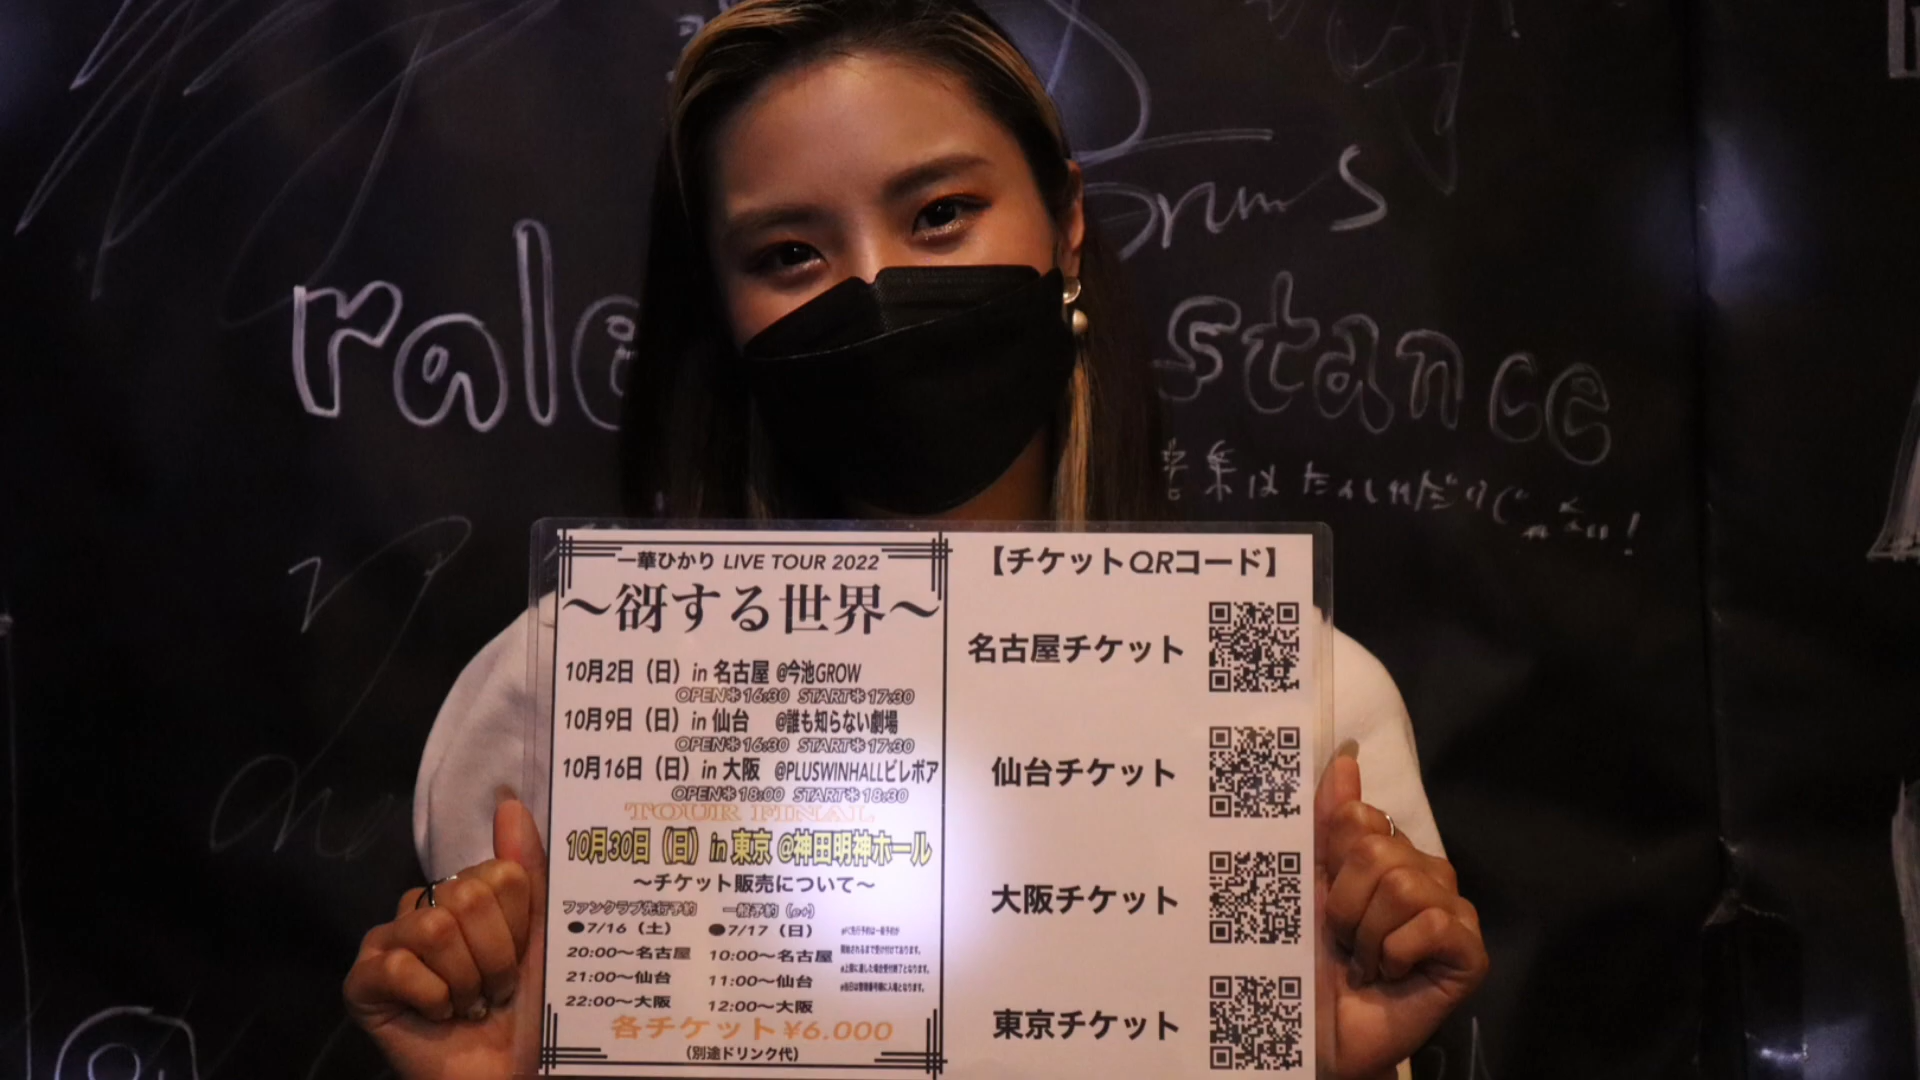 rale
stance
一華ひかり LIVE TOUR 2022
〜谺する世界〜
10月2日（日）in 名古屋 @今池GROW
OPEN＊16:30 START＊17:30
10月9日（日）in 仙台 @誰も知らない劇場
OPEN＊16:30 START＊17:30
10月16日（日）in 大阪 @PLUSWINHALLビレボア
OPEN＊18:00 START＊18:30
TOUR FINAL
10月30日（日）in 東京 @神田明神ホール
〜チケット販売について〜
ファンクラブ先行予約
●7/16（土）
20:00〜名古屋
21:00〜仙台
22:00〜大阪
一般予約
●7/17（日）
10:00〜名古屋
11:00〜仙台
12:00〜大阪
各チケット¥6.000
（別途ドリンク代）
【チケットQRコード】
名古屋チケット
仙台チケット
大阪チケット
東京チケット